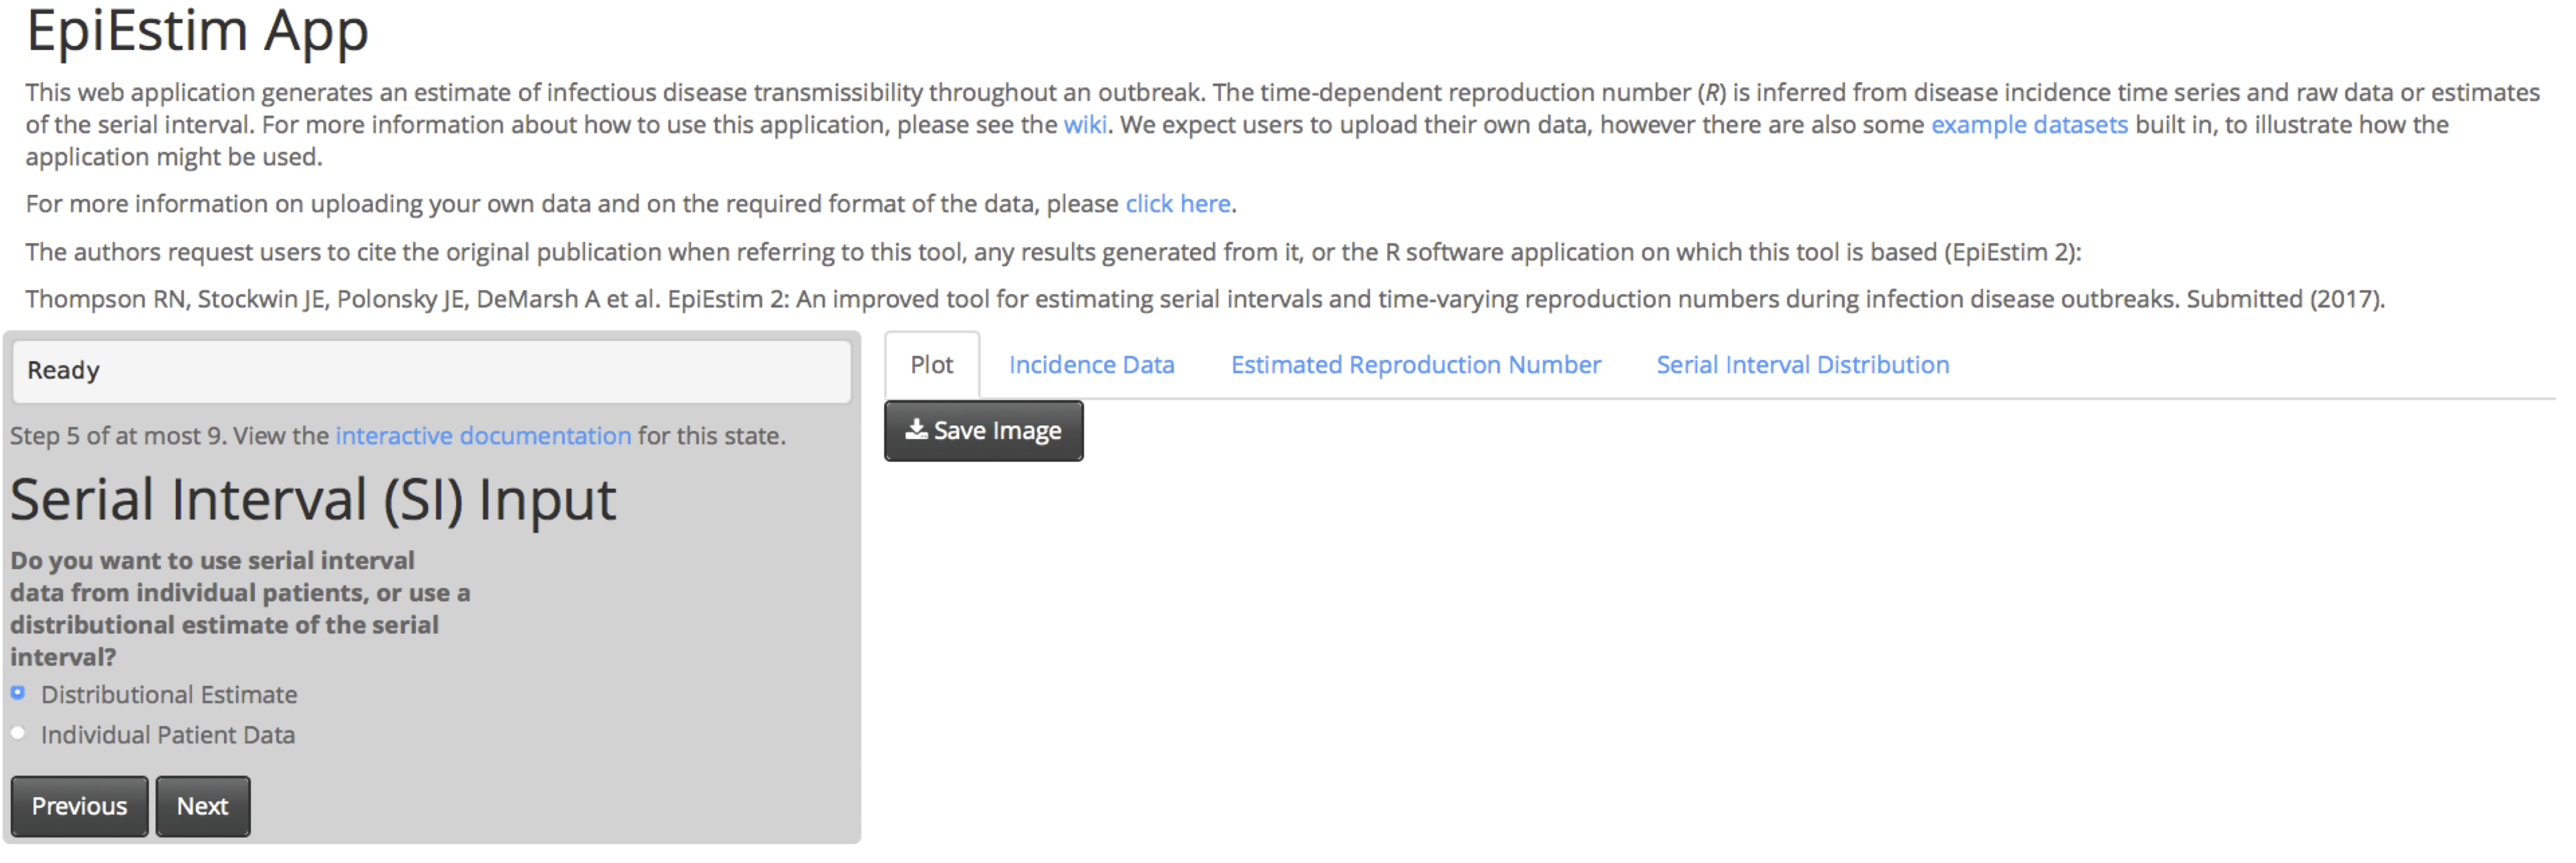 EpiEstim App
This web application generates an estimate of infectious disease transmissibility throughout an outbreak. The time-dependent reproduction number (R) is inferred from disease incidence time series and raw data or estimates
of the serial interval. For more information about how to use this application, please see the wiki. We expect users to upload their own data, however there are also some example datasets built in, to illustrate how the
application might be used.
For more information on uploading your own data and on the required format of the data, please click here.
The authors request users to cite the original publication when referring to this tool, any results generated from it, or the R software application on which this tool is based (EpiEstim 2):
Thompson RN, Stockwin JE, Polonsky JE, DeMarsh A et al. EpiEstim 2: An improved tool for estimating serial intervals and time-varying reproduction numbers during infection disease outbreaks. Submitted (2017).
Ready
Step 5 of at most 9. View the interactive documentation for this state.
Serial Interval (SI) Input
Do you want to use serial interval
data from individual patients, or use a
distributional estimate of the serial
interval?
Distributional Estimate
Individual Patient Data
Previous Next
Plot Incidence Data Estimated Reproduction Number Serial Interval Distribution
Save Image